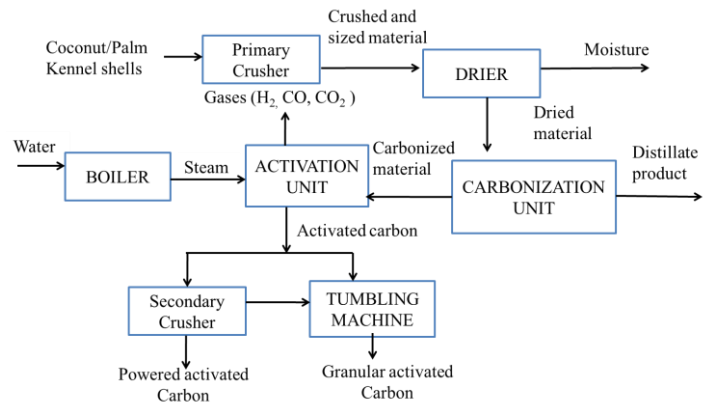 Coconut/Palm
Kennel shells
Primary
Crusher
Crushed and
sized material
DRIER
Moisture
Gases (H2, CO, CO2 )
Dried
material
Water
BOILER
Steam
ACTIVATION
UNIT
Carbonized
material
CARBONIZATION
UNIT
Distillate
product
Activated carbon
Secondary
Crusher
TUMBLING
MACHINE
Powered activated
Carbon
Granular activated
Carbon